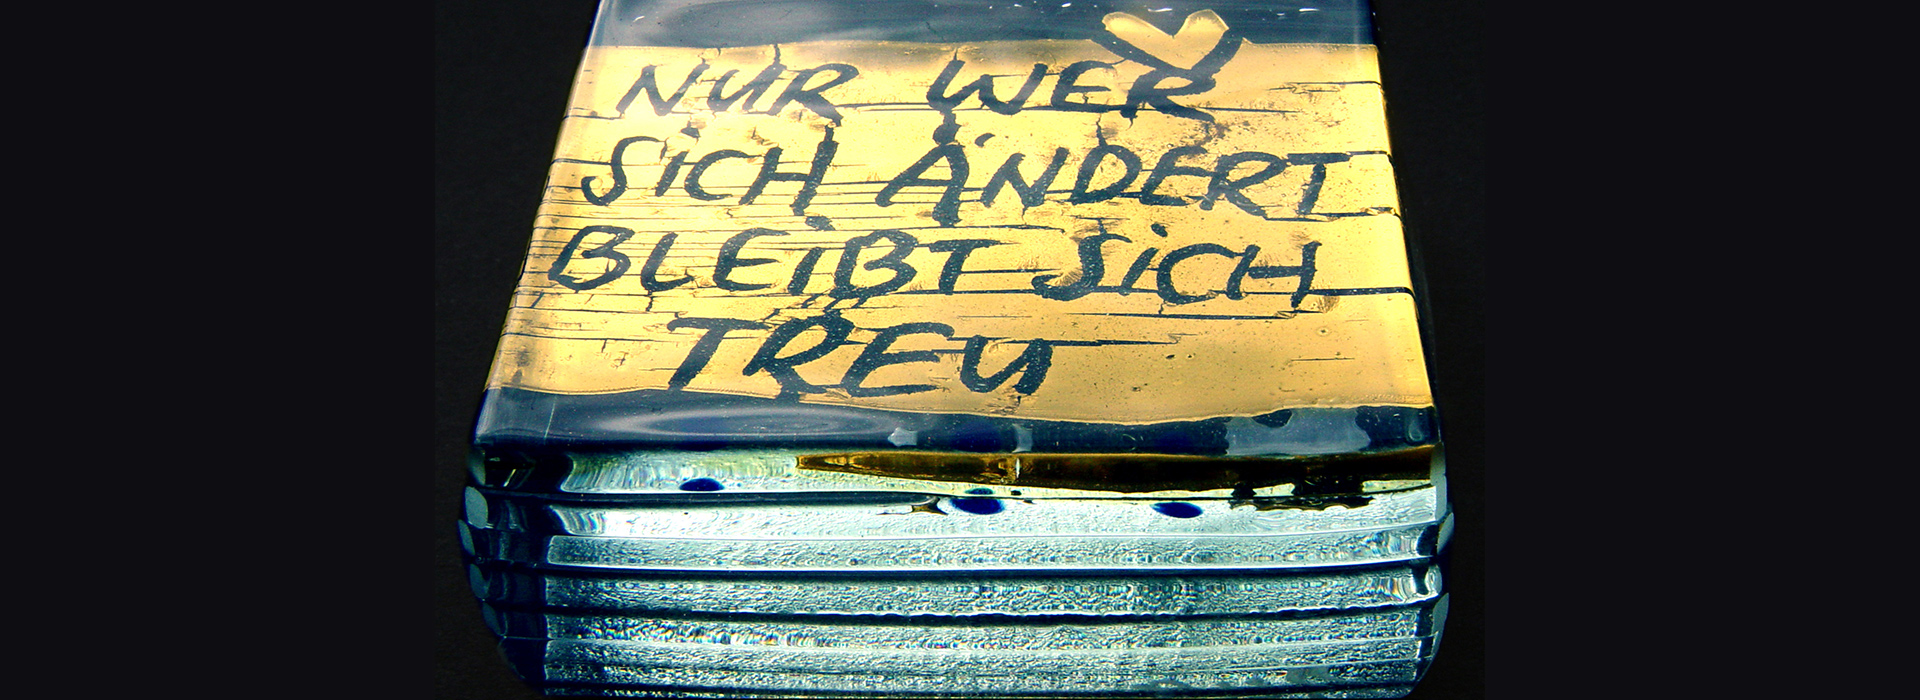 NUR WER
SiCH ÄNDERT
BLEiBT SiCH
TREU